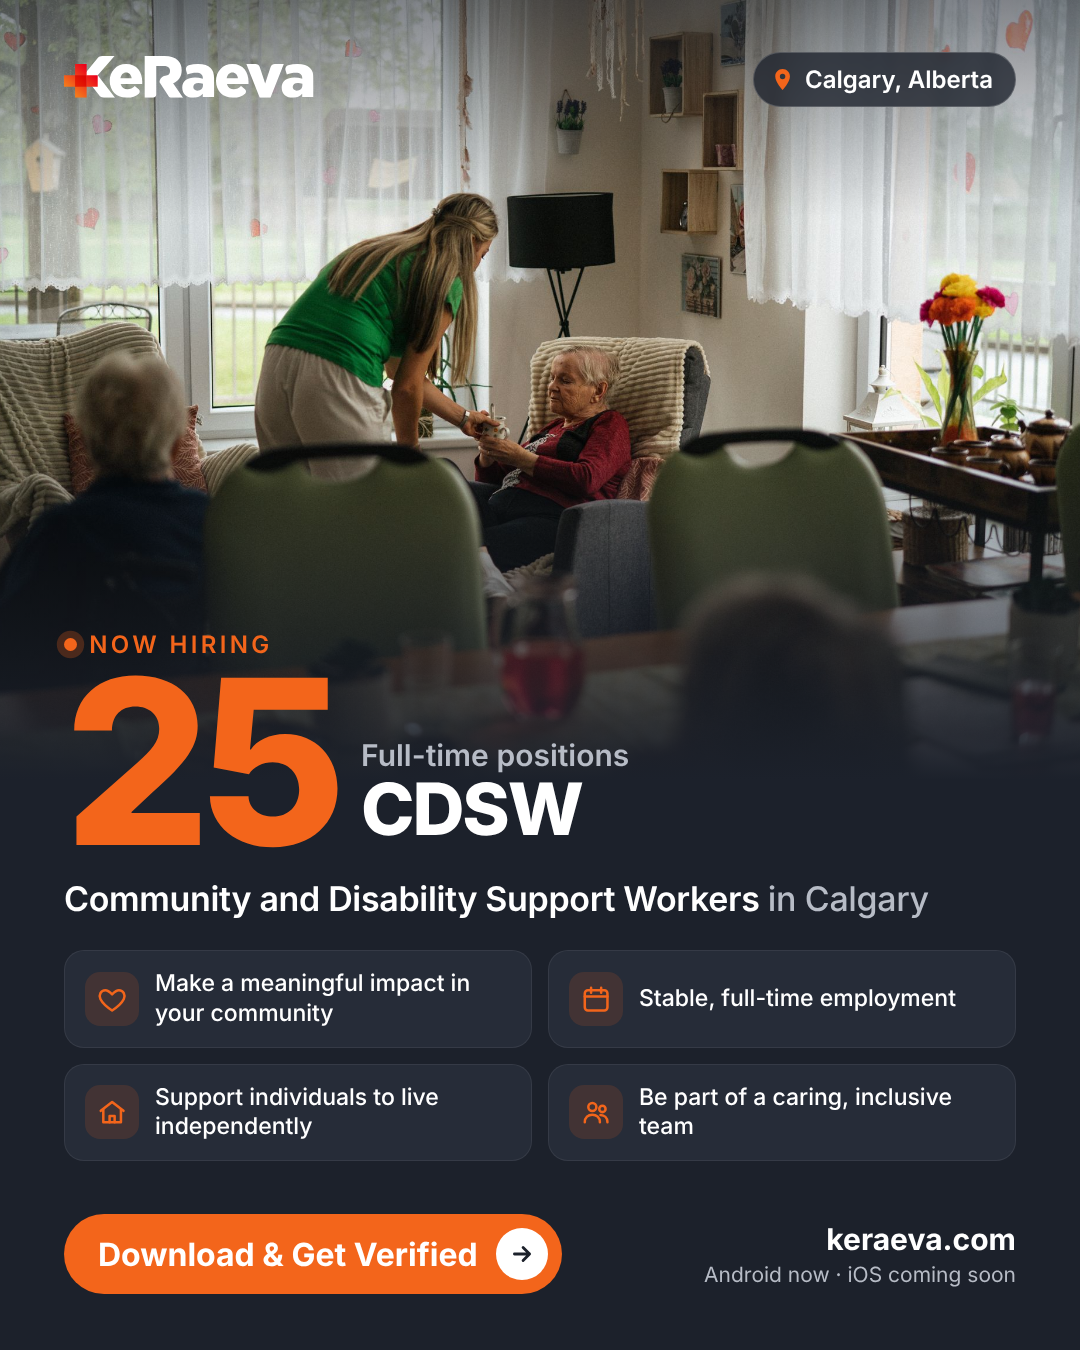 KeRaeva
Calgary, Alberta
NOW HIRING
25
Full-time positions
CDSW
Community and Disability Support Workers in Calgary
Make a meaningful impact in
your community
Stable, full-time employment
Support individuals to live
independently
Be part of a caring, inclusive
team
Download & Get Verified
keraeva.com
Android now · iOS coming soon